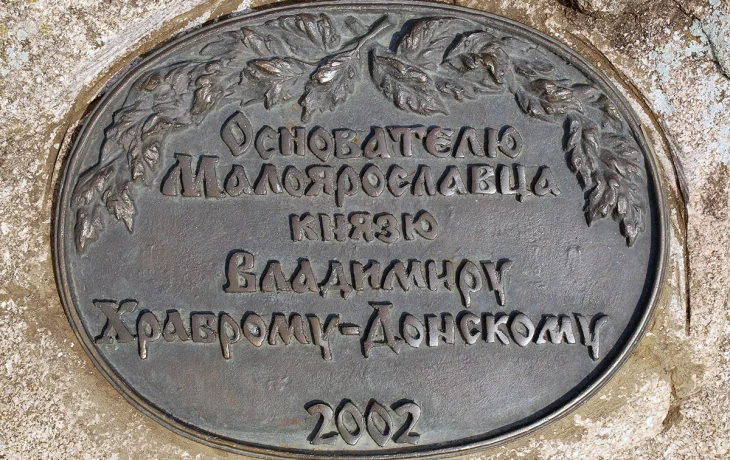 Основателю
Малоярославца
князю
Владимиру
Храброму-Донскому
2002